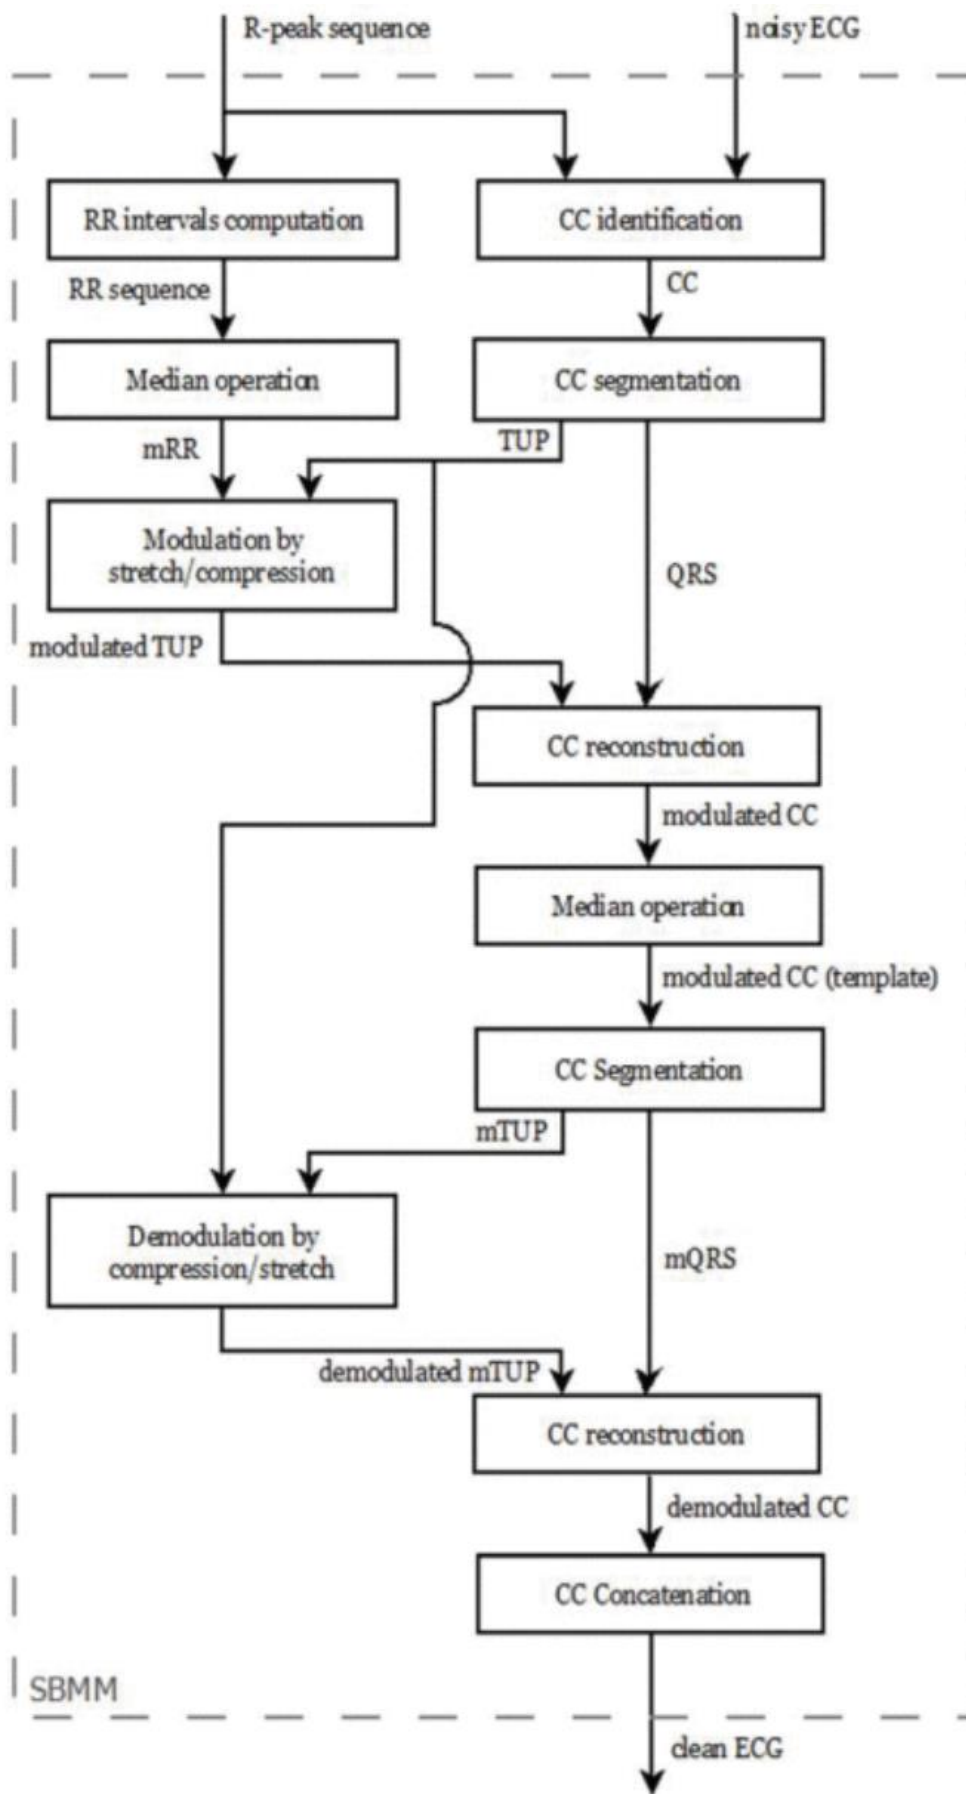 R-peak sequence
noisy ECG
RR intervals computation
CC identification
RR sequence
CC
Median operation
CC segmentation
mRR
TUP
Modulation by
stretch/compression
QRS
modulated TUP
CC reconstruction
modulated CC
Median operation
modulated CC (template)
CC Segmentation
mTUP
Demodulation by
compression/stretch
mQRS
demodulated mTUP
CC reconstruction
demodulated CC
CC Concatenation
SBMM
clean ECG